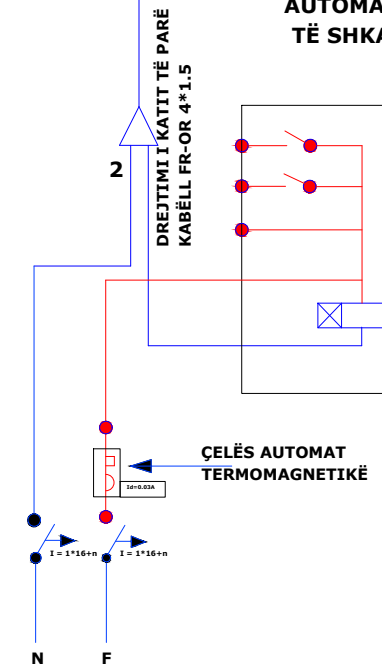 AUTOMA
TË SHKA
DREJTIMI I KATIT TË PARË
KABËLL FR-OR 4*1.5
2
ÇELËS AUTOMAT
TERMOMAGNETIKË
Id=0.03A
I = 1*16+n
I = 1*16+n
N
F